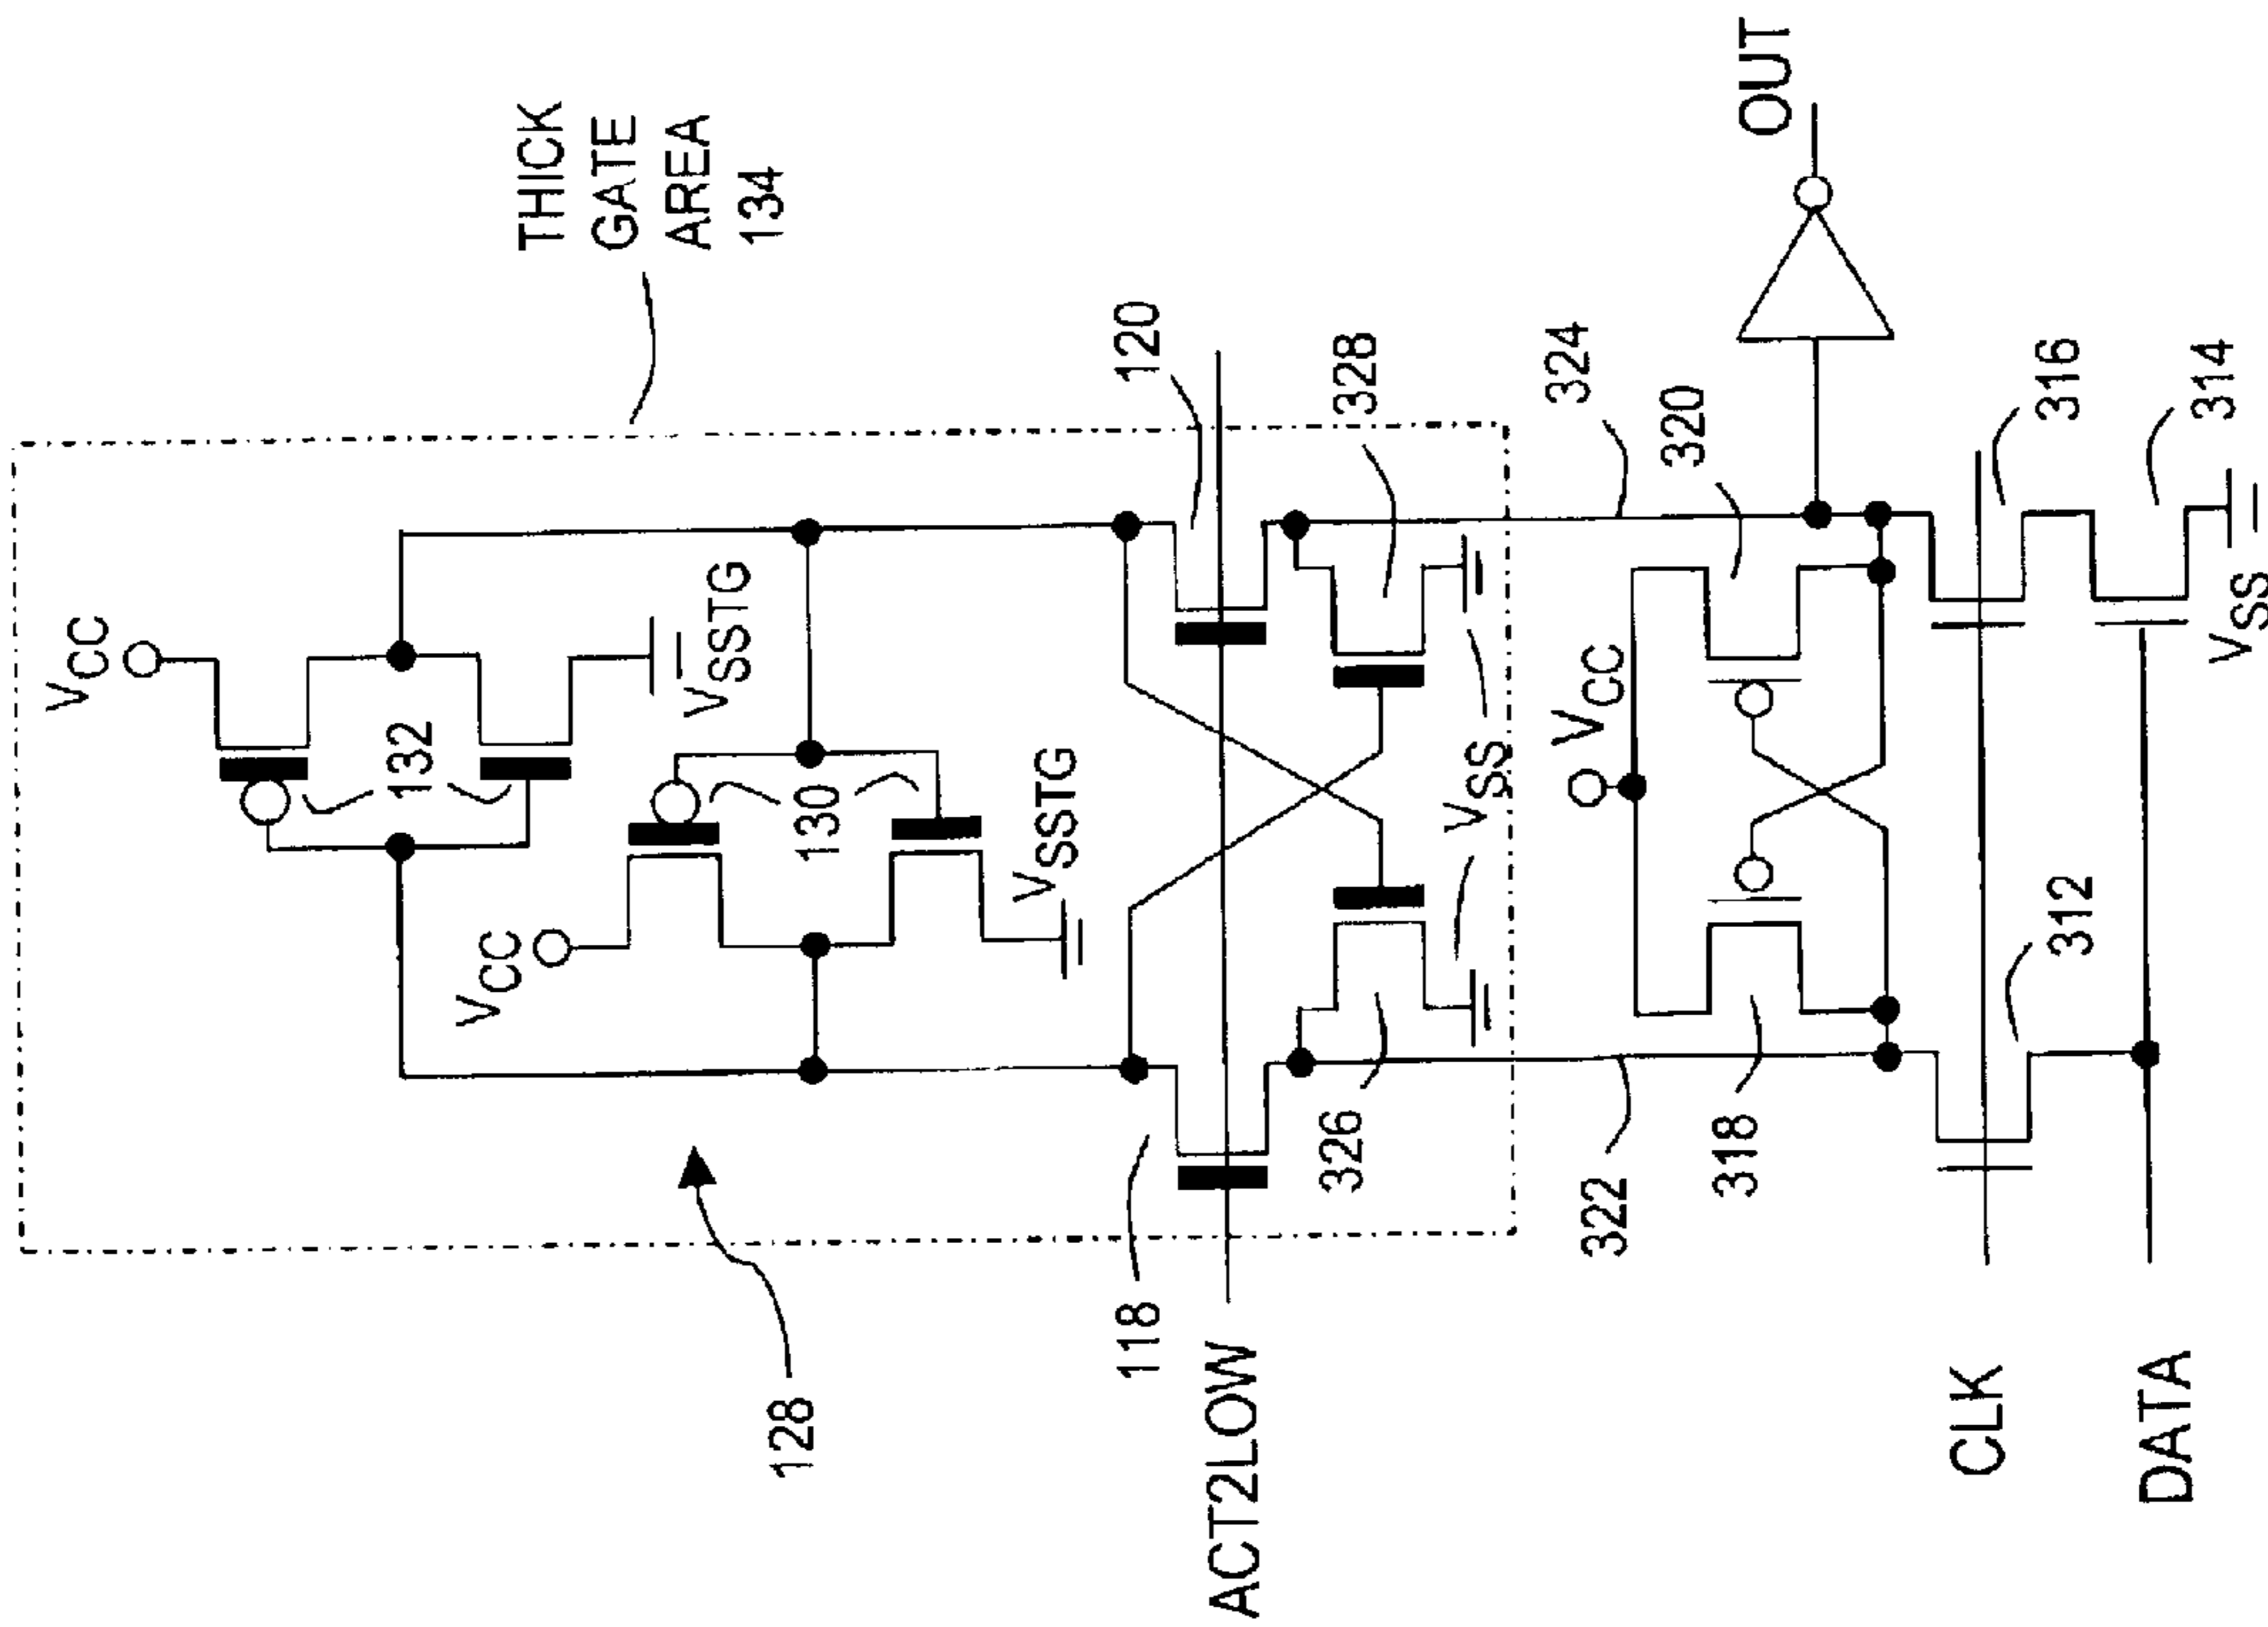 THICK
GATE
AREA
134
OUT
120
328
324
320
316
314
VCC
VSSTG
132
130
VSSTG
VCC
VSS
VCC
VSS
312
118
326
322
318
128
ACT2LOW
CLK
DATA